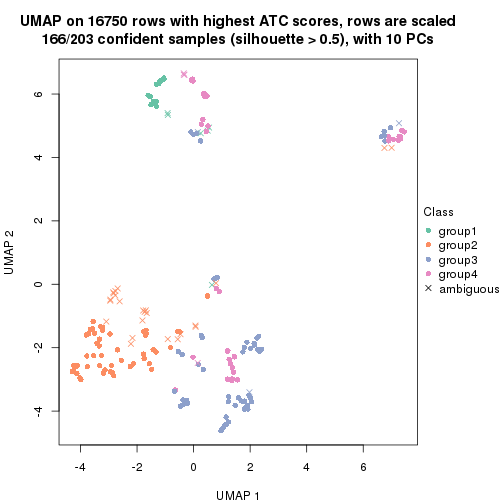 UMAP on 16750 rows with highest ATC scores, rows are scaled
166/203 confident samples (silhouette > 0.5), with 10 PCs
6
4
2
0
-2
-4
UMAP 2
-4
-2
0
2
4
6
UMAP 1
Class
group1
group2
group3
group4
ambiguous